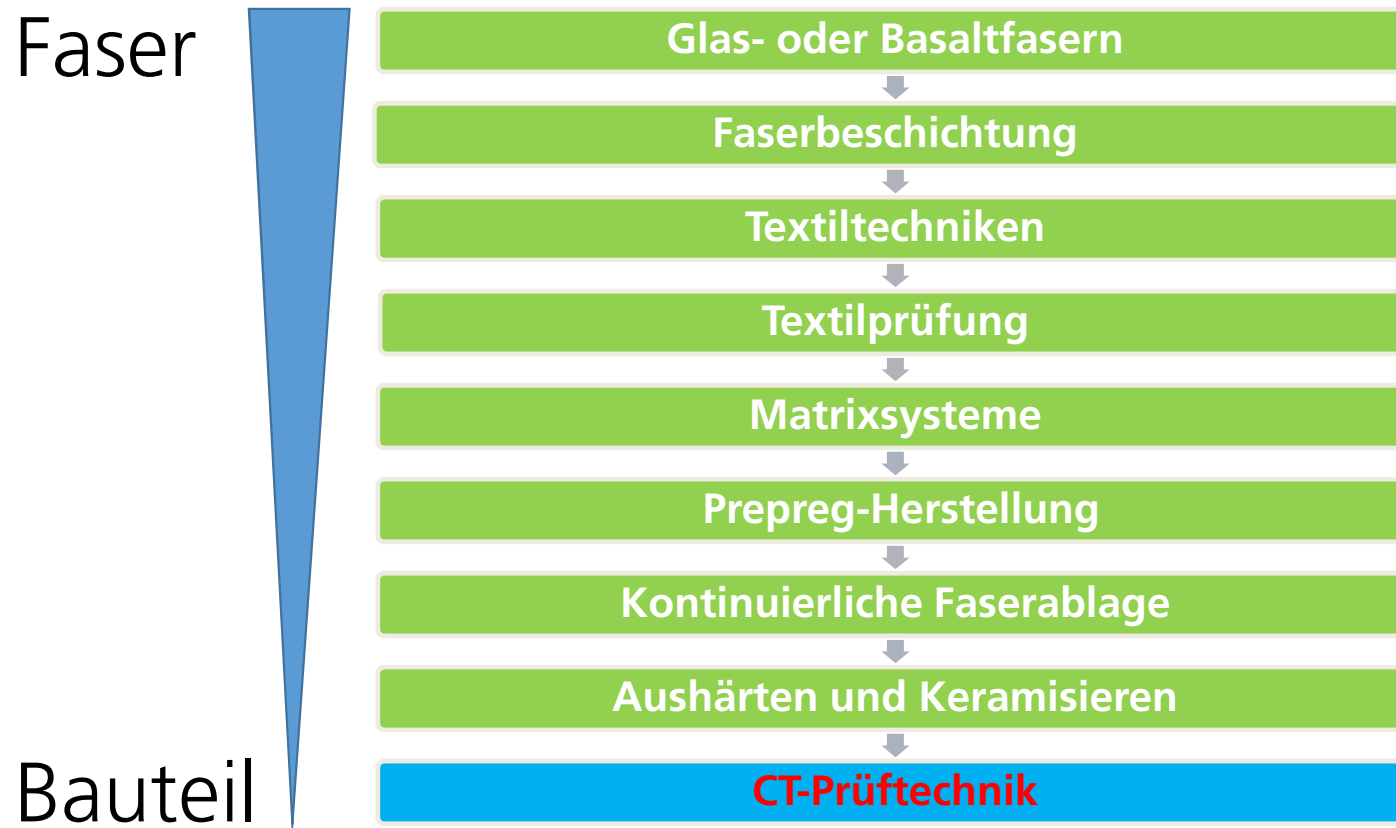 Faser
Glas- oder Basaltfasern
Faserbeschichtung
Textiltechniken
Textilprüfung
Matrixsysteme
Prepreg-Herstellung
Kontinuierliche Faserablage
Aushärten und Keramisieren
Bauteil
CT-Prüftechnik